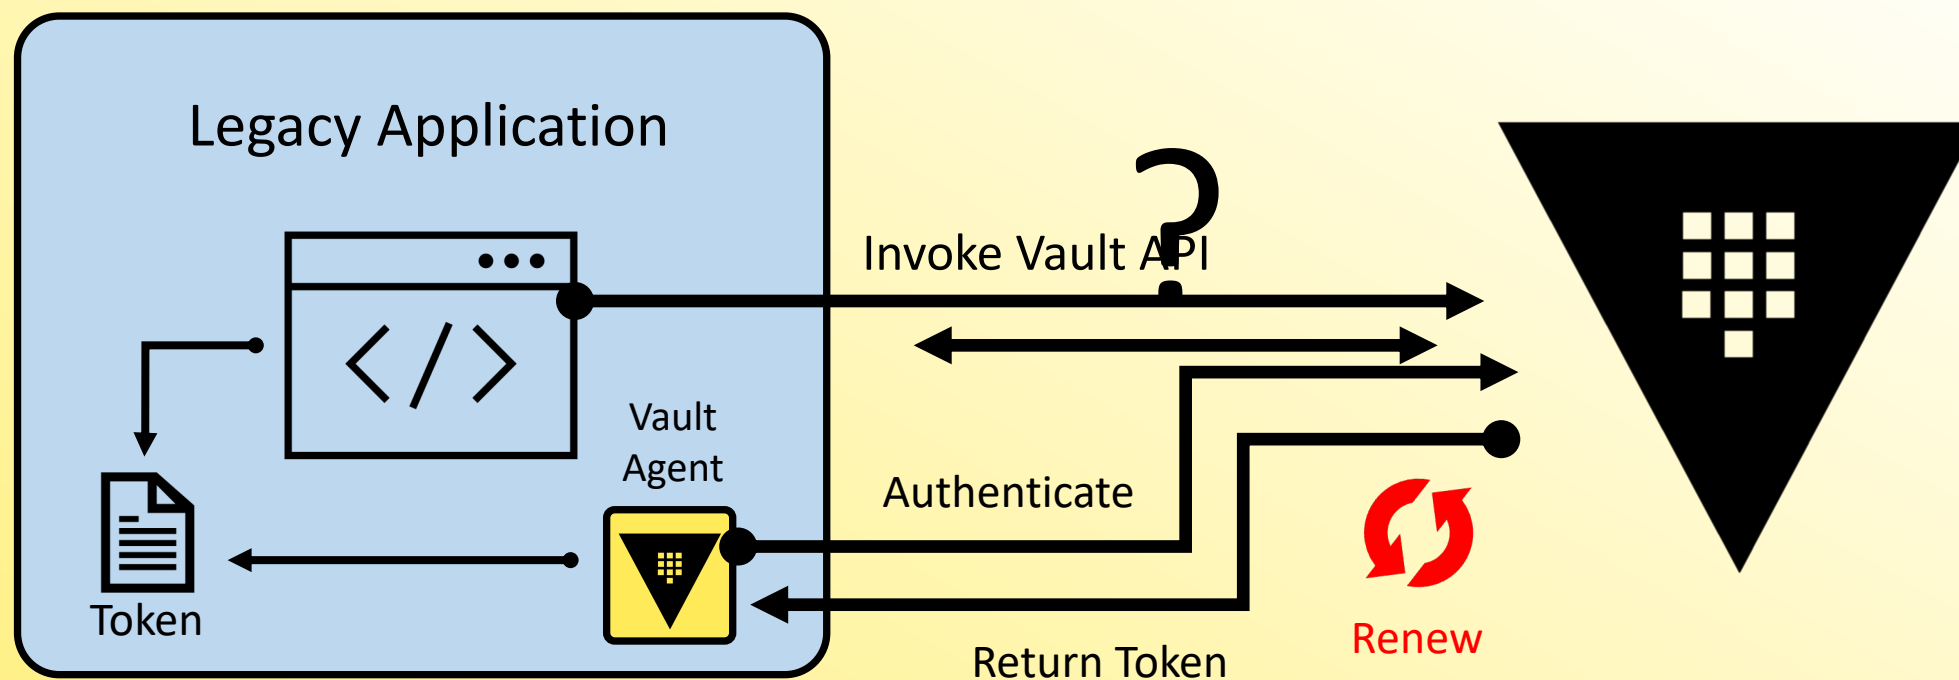 Legacy Application
?
Invoke Vault API
</>
Vault
Agent
Authenticate
Token
Renew
Return Token